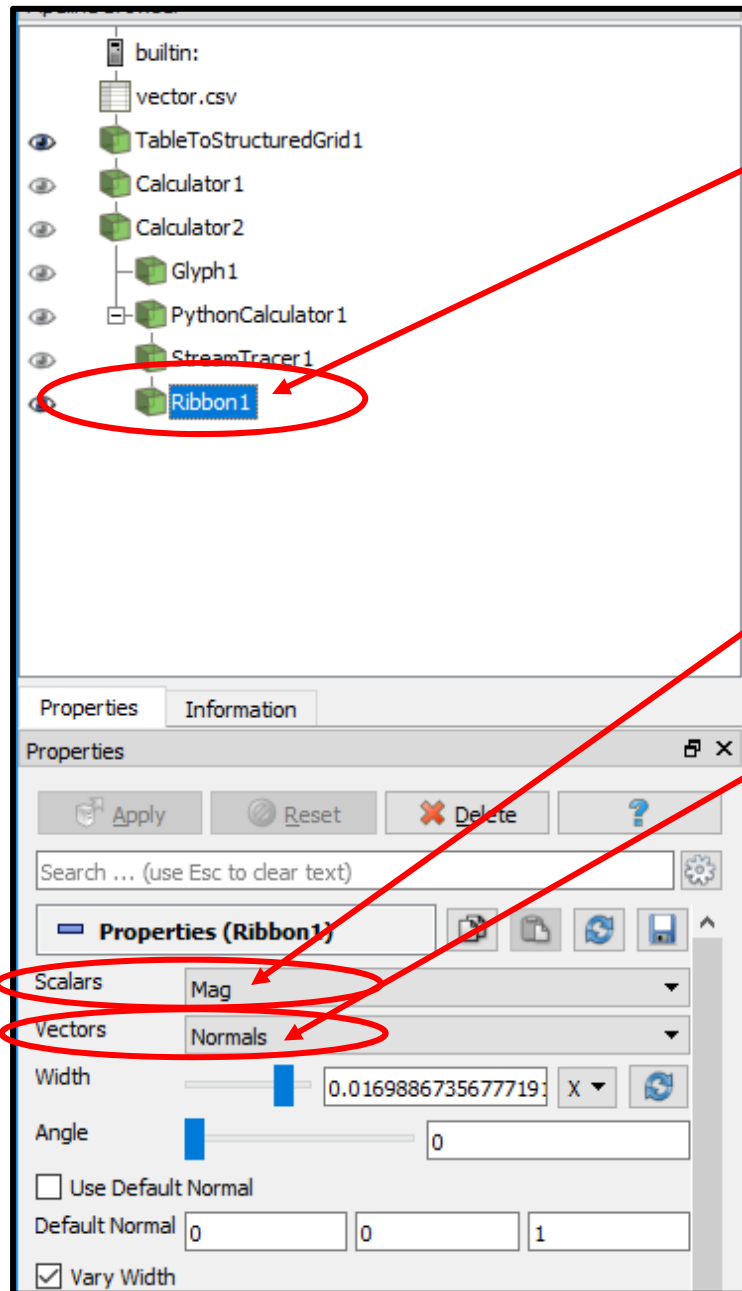 builtin:
vector.csv
TableToStructuredGrid1
Calculator1
Calculator2
Glyph1
PythonCalculator1
StreamTracer1
Ribbon1
Properties Information
Properties
Apply Reset Delete ?
Search ... (use Esc to clear text)
Properties (Ribbon1)
Scalars Mag
Vectors Normals
Width X
Angle 0
Use Default Normal
Default Normal 0 0 1
Vary Width